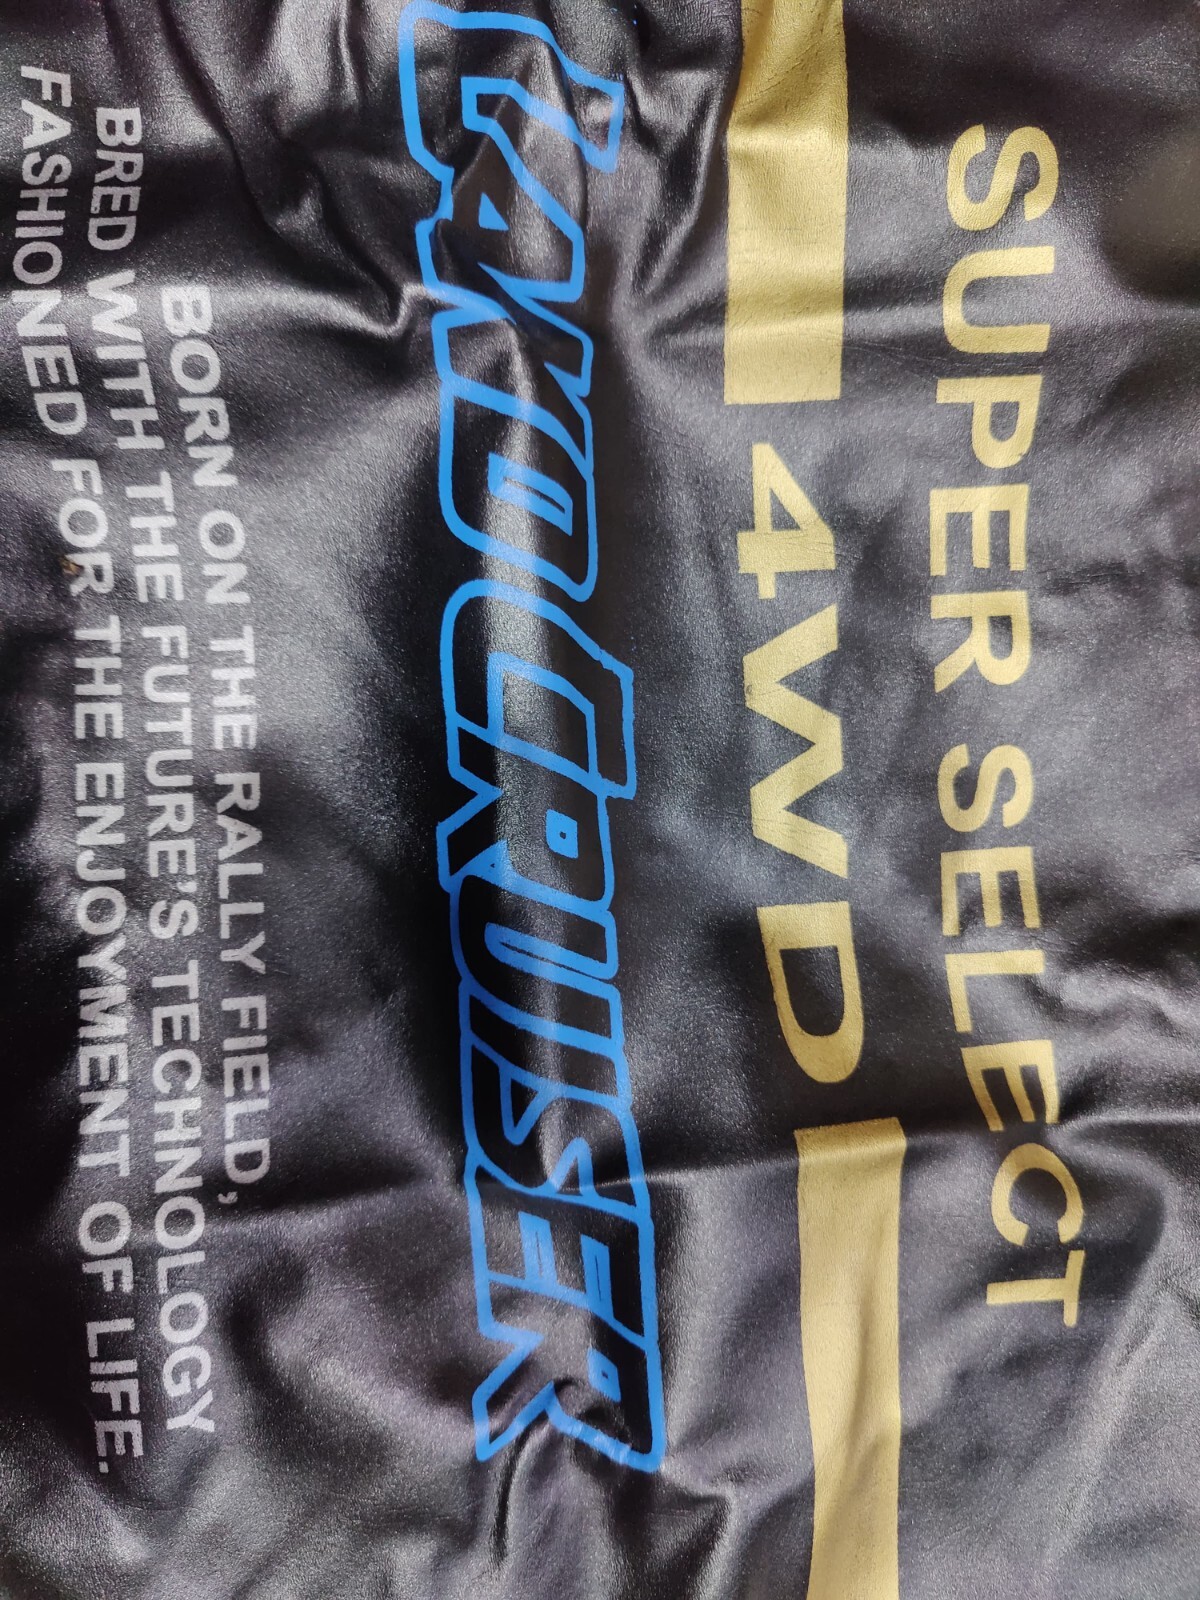 SUPER SELECT
4WD
LANDCRUISER
BORN ON THE RALLY FIELD,
BRED WITH THE FUTURE'S TECHNOLOGY
FASHIONED FOR THE ENJOYMENT OF LIFE.